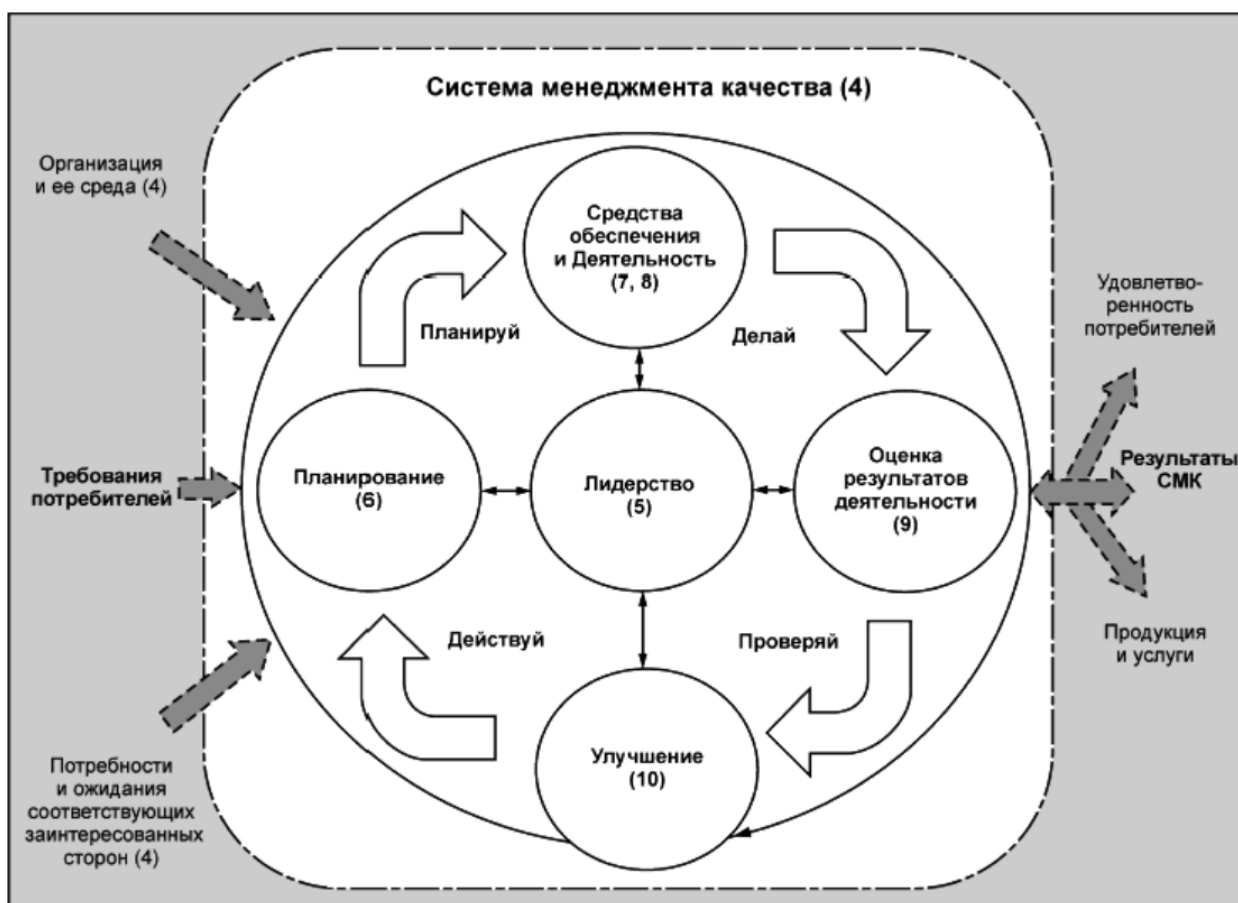 Система менеджмента качества (4)
Организация
и ее среда (4)
Средства
обеспечения
и Деятельность
(7, 8)
Планируй
Делай
Удовлетво-
ренность
потребителей
Требования
потребителей
Планирование
(6)
Лидерство
(5)
Оценка
результатов
деятельности
(9)
Результаты
СМК
Действуй
Проверяй
Продукция
и услуги
Улучшение
(10)
Потребности
и ожидания
соответствующих
заинтересованных
сторон (4)